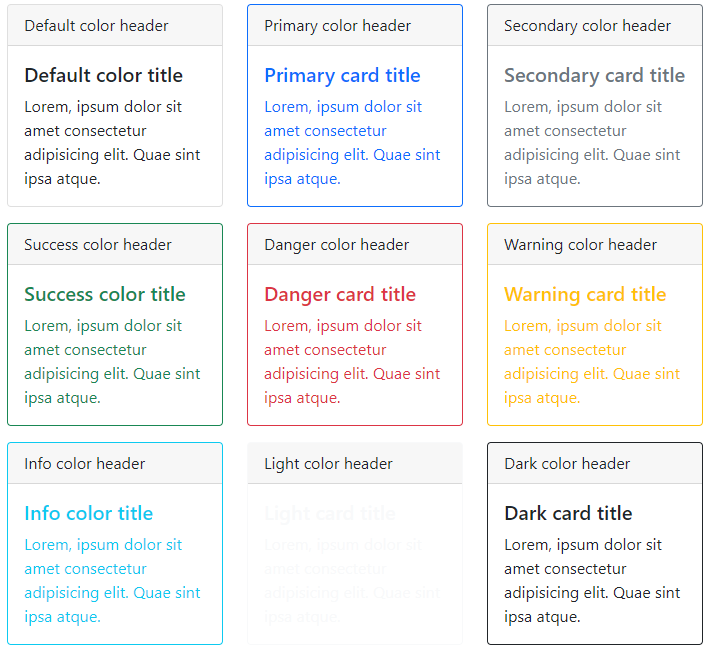 Default color header
Default color title
Lorem, ipsum dolor sit
amet consectetur
adipisicing elit. Quae sint
ipsa atque.
Primary color header
Primary card title
Lorem, ipsum dolor sit
amet consectetur
adipisicing elit. Quae sint
ipsa atque.
Secondary color header
Secondary card title
Lorem, ipsum dolor sit
amet consectetur
adipisicing elit. Quae sint
ipsa atque.
Success color header
Success color title
Lorem, ipsum dolor sit
amet consectetur
adipisicing elit. Quae sint
ipsa atque.
Danger color header
Danger card title
Lorem, ipsum dolor sit
amet consectetur
adipisicing elit. Quae sint
ipsa atque.
Warning color header
Warning card title
Lorem, ipsum dolor sit
amet consectetur
adipisicing elit. Quae sint
ipsa atque.
Info color header
Info color title
Lorem, ipsum dolor sit
amet consectetur
adipisicing elit. Quae sint
ipsa atque.
Light color header
Light card title
Lorem, ipsum dolor sit
amet consectetur
adipisicing elit. Quae sint
ipsa atque.
Dark color header
Dark card title
Lorem, ipsum dolor sit
amet consectetur
adipisicing elit. Quae sint
ipsa atque.